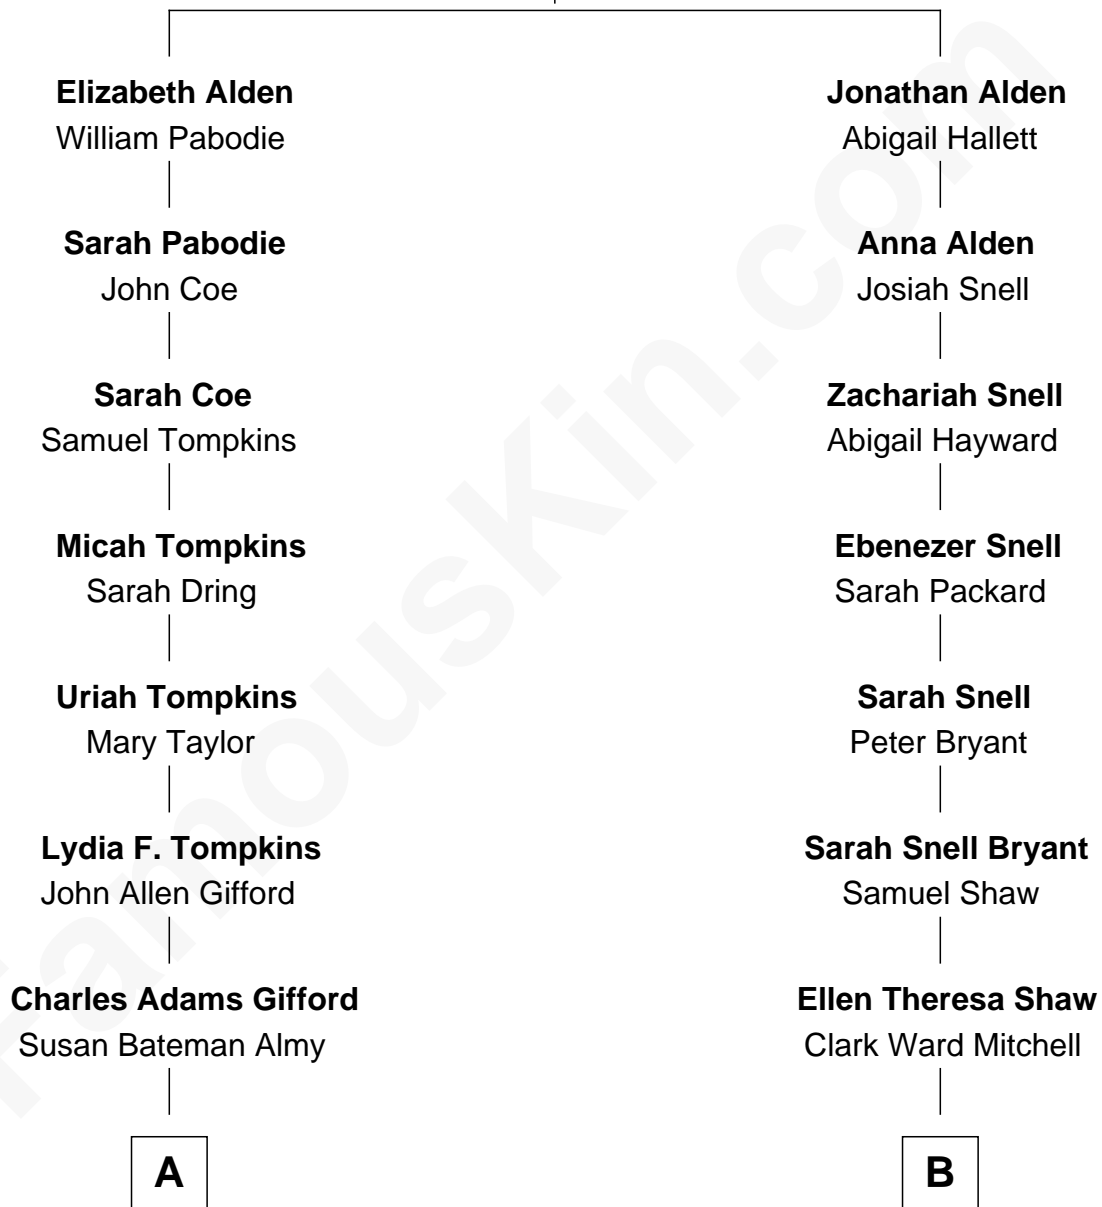 Elizabeth Alden
William Pabodie
Sarah Pabodie
John Coe
Sarah Coe
Samuel Tompkins
Micah Tompkins
Sarah Dring
Uriah Tompkins
Mary Taylor
Lydia F. Tompkins
John Allen Gifford
Charles Adams Gifford
Susan Bateman Almy
A
Jonathan Alden
Abigail Hallett
Anna Alden
Josiah Snell
Zachariah Snell
Abigail Hayward
Ebenezer Snell
Sarah Packard
Sarah Snell
Peter Bryant
Sarah Snell Bryant
Samuel Shaw
Ellen Theresa Shaw
Clark Ward Mitchell
B
FamousKin.com